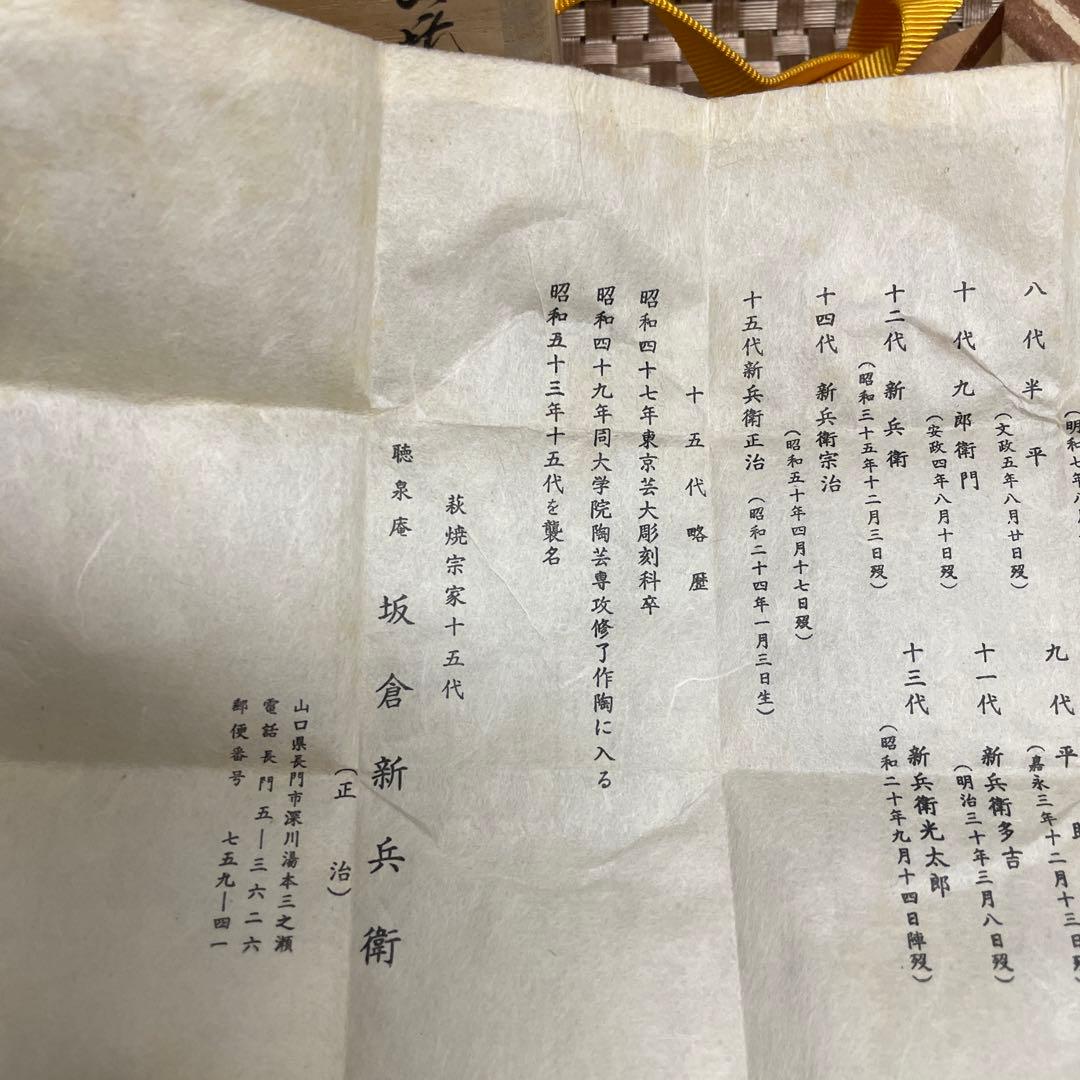 (明和七年八
八代 半平
(文政五年八月廿日歿)
九代 平助
(嘉永三年十二月十三日歿
十代 九郎衛門
(安政四年八月十日歿)
十一代 新兵衛多吉
(明治三十年三月八日歿)
十二代 新兵衛
(昭和三十五年十二月三日歿)
十三代 新兵衛光太郎
(昭和二十年九月十四日陣歿)
十四代 新兵衛宗治
(昭和五十年四月十七日歿)
十五代新兵衛正治 (昭和二十四年一月三日生)
十五代略歴
昭和四十七年東京芸大彫刻科卒
昭和四十九年同大学院陶芸専攻修了作陶に入る
昭和五十三年十五代を襲名
萩焼宗家十五代
聴泉庵 坂倉新兵衛
(正治)
山口県長門市深川湯本三之瀬
電話長門五―三六二六
郵便番号 七五九―四一